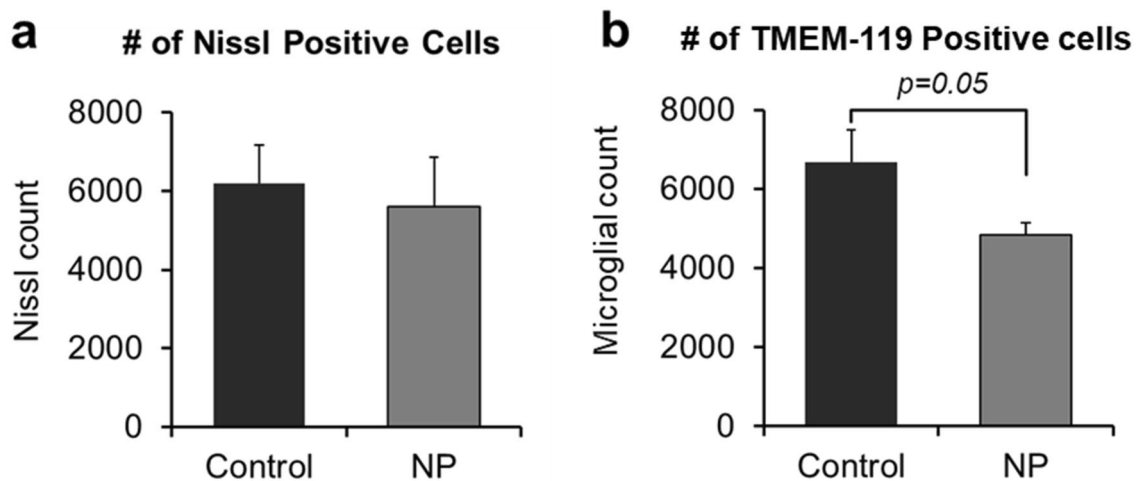 a
# of Nissl Positive Cells
Nissl count
8000
6000
4000
2000
0
Control
NP
b
# of TMEM-119 Positive cells
p=0.05
Microglial count
8000
6000
4000
2000
0
Control
NP